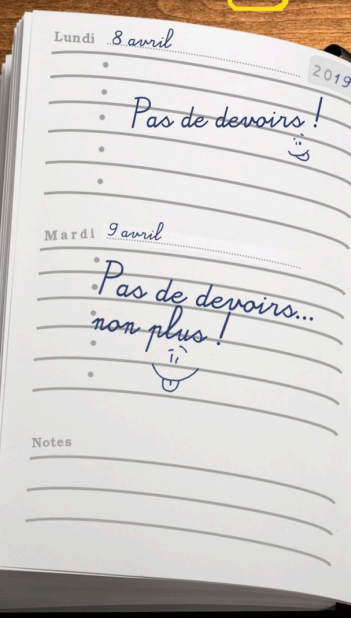 Lundi 8 avril
2019
Pas de devoirs !
Mardi 9 avril
Pas de devoirs...
non plus !
Notes